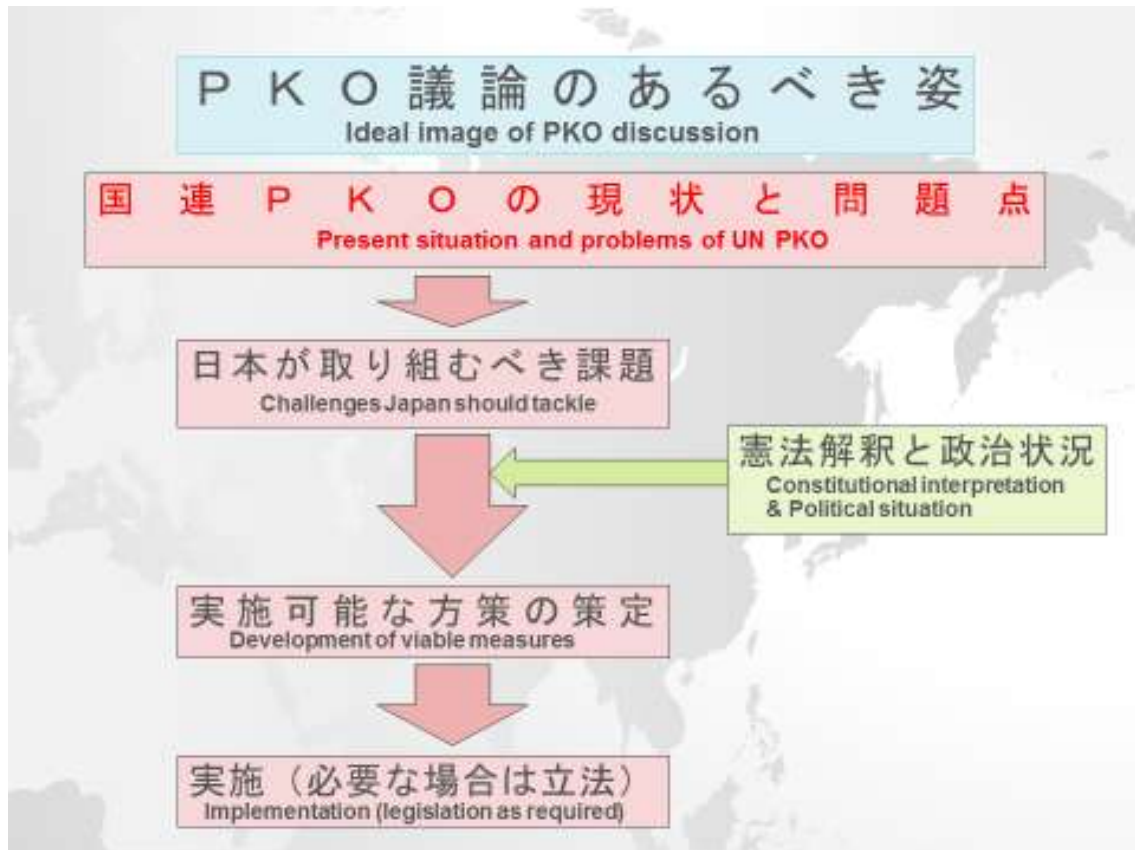 ＰＫＯ議論のあるべき姿
Ideal image of PKO discussion
国連ＰＫＯの現状と問題点
Present situation and problems of UN PKO
日本が取り組むべき課題
Challenges Japan should tackle
憲法解釈と政治状況
Constitutional interpretation
& Political situation
実施可能な方策の策定
Development of viable measures
実施（必要な場合は立法）
Implementation (legislation as required)